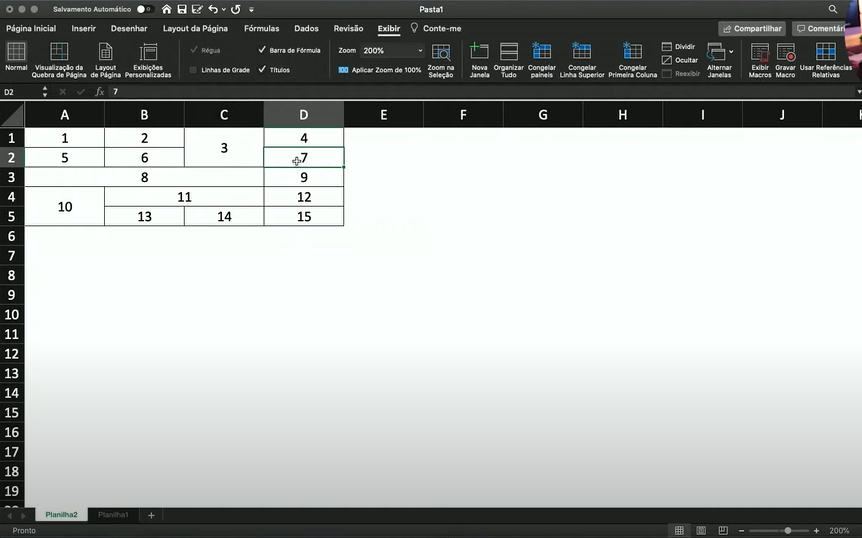 Salvamento Automático
Pasta1
Página Inicial Inserir Desenhar Layout da Página Fórmulas Dados Revisão Exibir Conte-me
Compartilhar
Normal
Visualização da
Quebra de Página
Layout
de Página
Exibições
Personalizadas
Régua
Barra de Fórmula
Linhas de Grade
Títulos
Zoom 200%
Aplicar Zoom de 100%
Zoom na
Seleção
Nova
Janela
Organizar
Tudo
Congelar
painéis
Congelar
Linha Superior
Congelar
Primeira Coluna
Dividir
Ocultar
Reexibir
Alternar
Janelas
Exibir
Macros
Gravar
Macro
Usar Referências
Relativas
D2 fx 7
A B C D E F G H I J
1 1 2 3 4
2 5 6 7
3 8 9
4 10 11 12
5 13 14 15
6
7
8
9
10
11
12
13
14
15
16
17
18
19
Planilha2 Planilha1 +
Pronto
200%